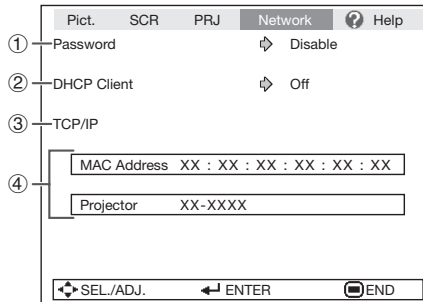 Pict. SCR PRJ Network ? Help
① Password Disable
② DHCP Client Off
③ TCP/IP
④
MAC Address XX : XX : XX : XX : XX : XX
Projector XX-XXXX
SEL./ADJ. ENTER END